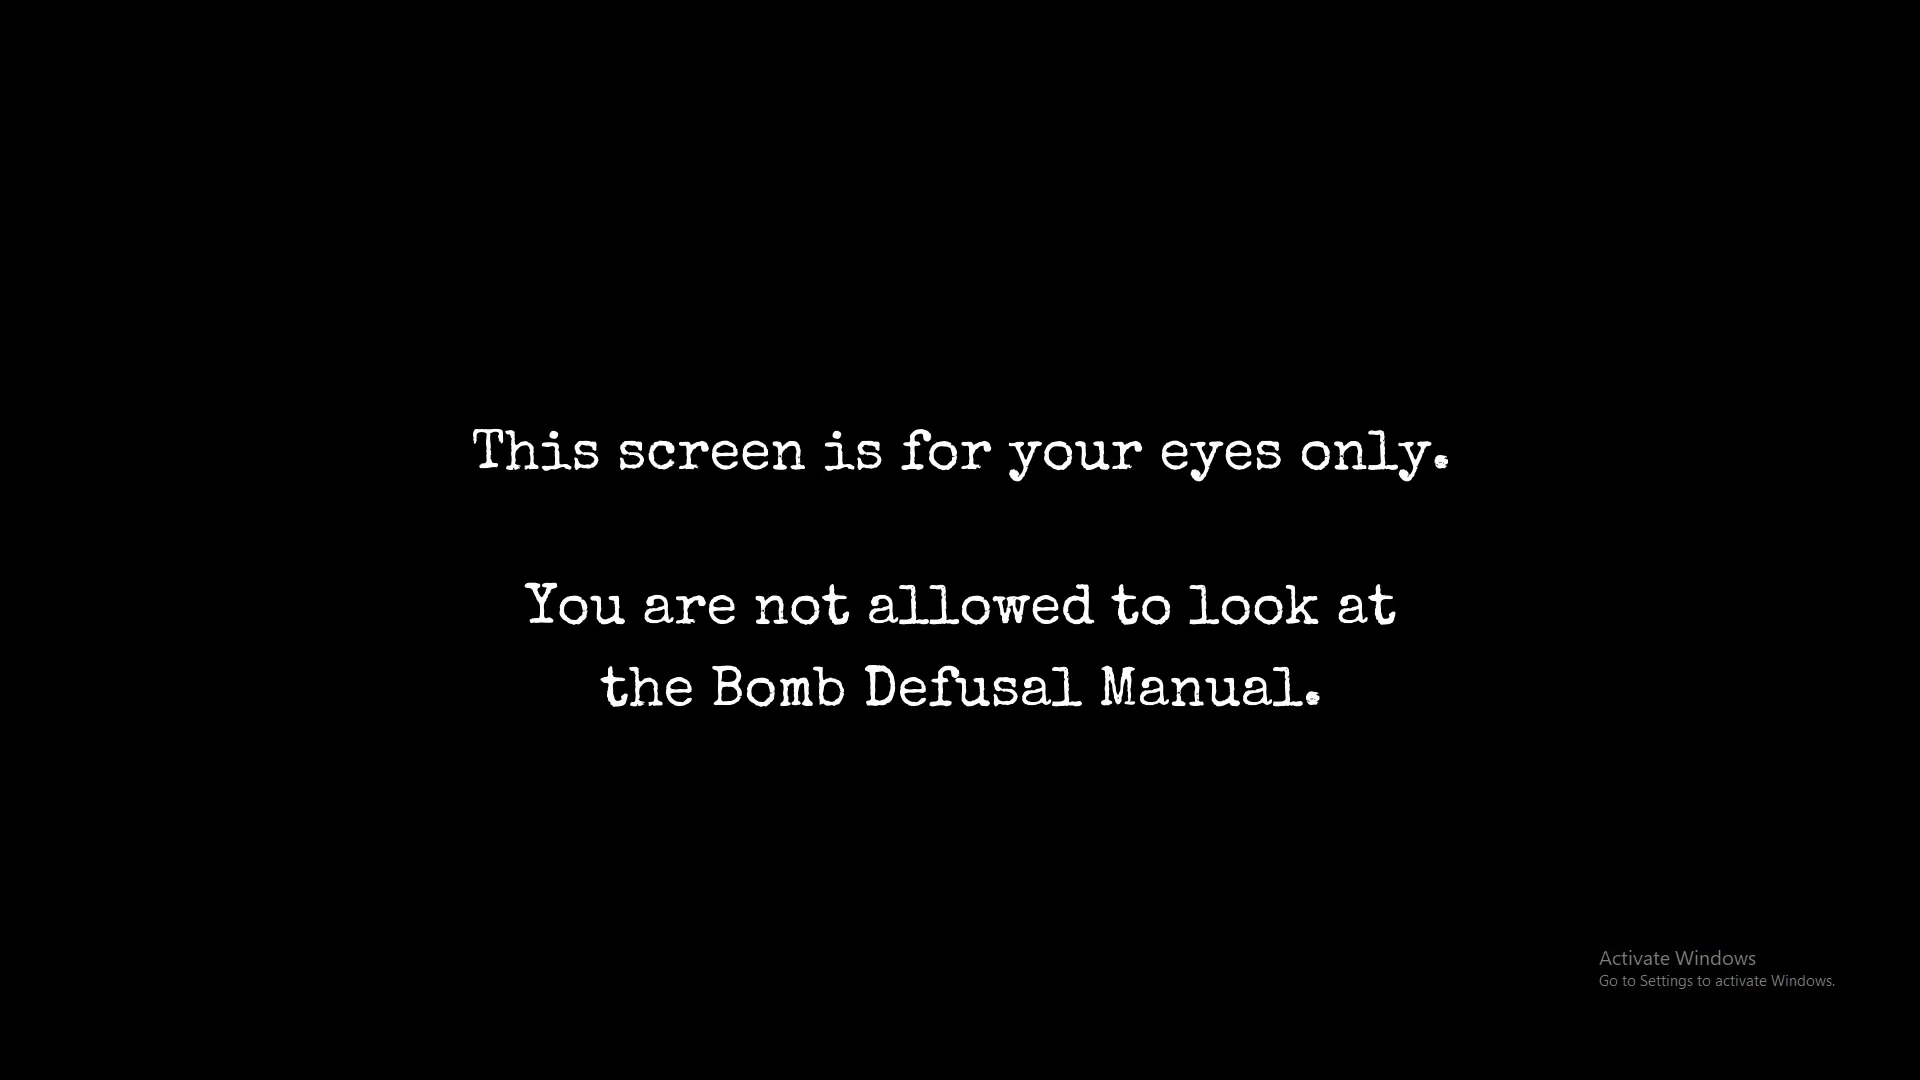 This screen is for your eyes only.
You are not allowed to look at
the Bomb Defusal Manual.
Activate Windows
Go to Settings to activate Windows.